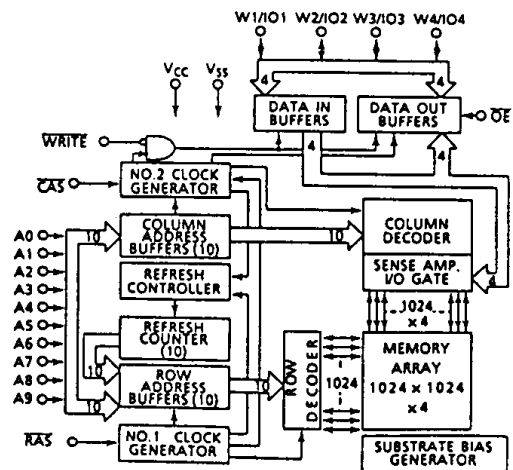 W1/IO1 W2/IO2 W3/IO3 W4/IO4
VCC VSS
4 4
DATA IN BUFFERS
DATA OUT BUFFERS
OE
WRITE
4 4
CAS
NO.2 CLOCK GENERATOR
A0
A1
A2
A3
A4
A5
A6
A7
A8
A9
10
COLUMN ADDRESS BUFFERS (10)
10
COLUMN DECODER
REFRESH CONTROLLER
SENSE AMP. I/O GATE
4
REFRESH COUNTER (10)
1024 × 4
10
10
ROW ADDRESS BUFFERS (10)
10
ROW DECODER
1024
MEMORY ARRAY 1024 × 1024 × 4
RAS
NO.1 CLOCK GENERATOR
SUBSTRATE BIAS GENERATOR